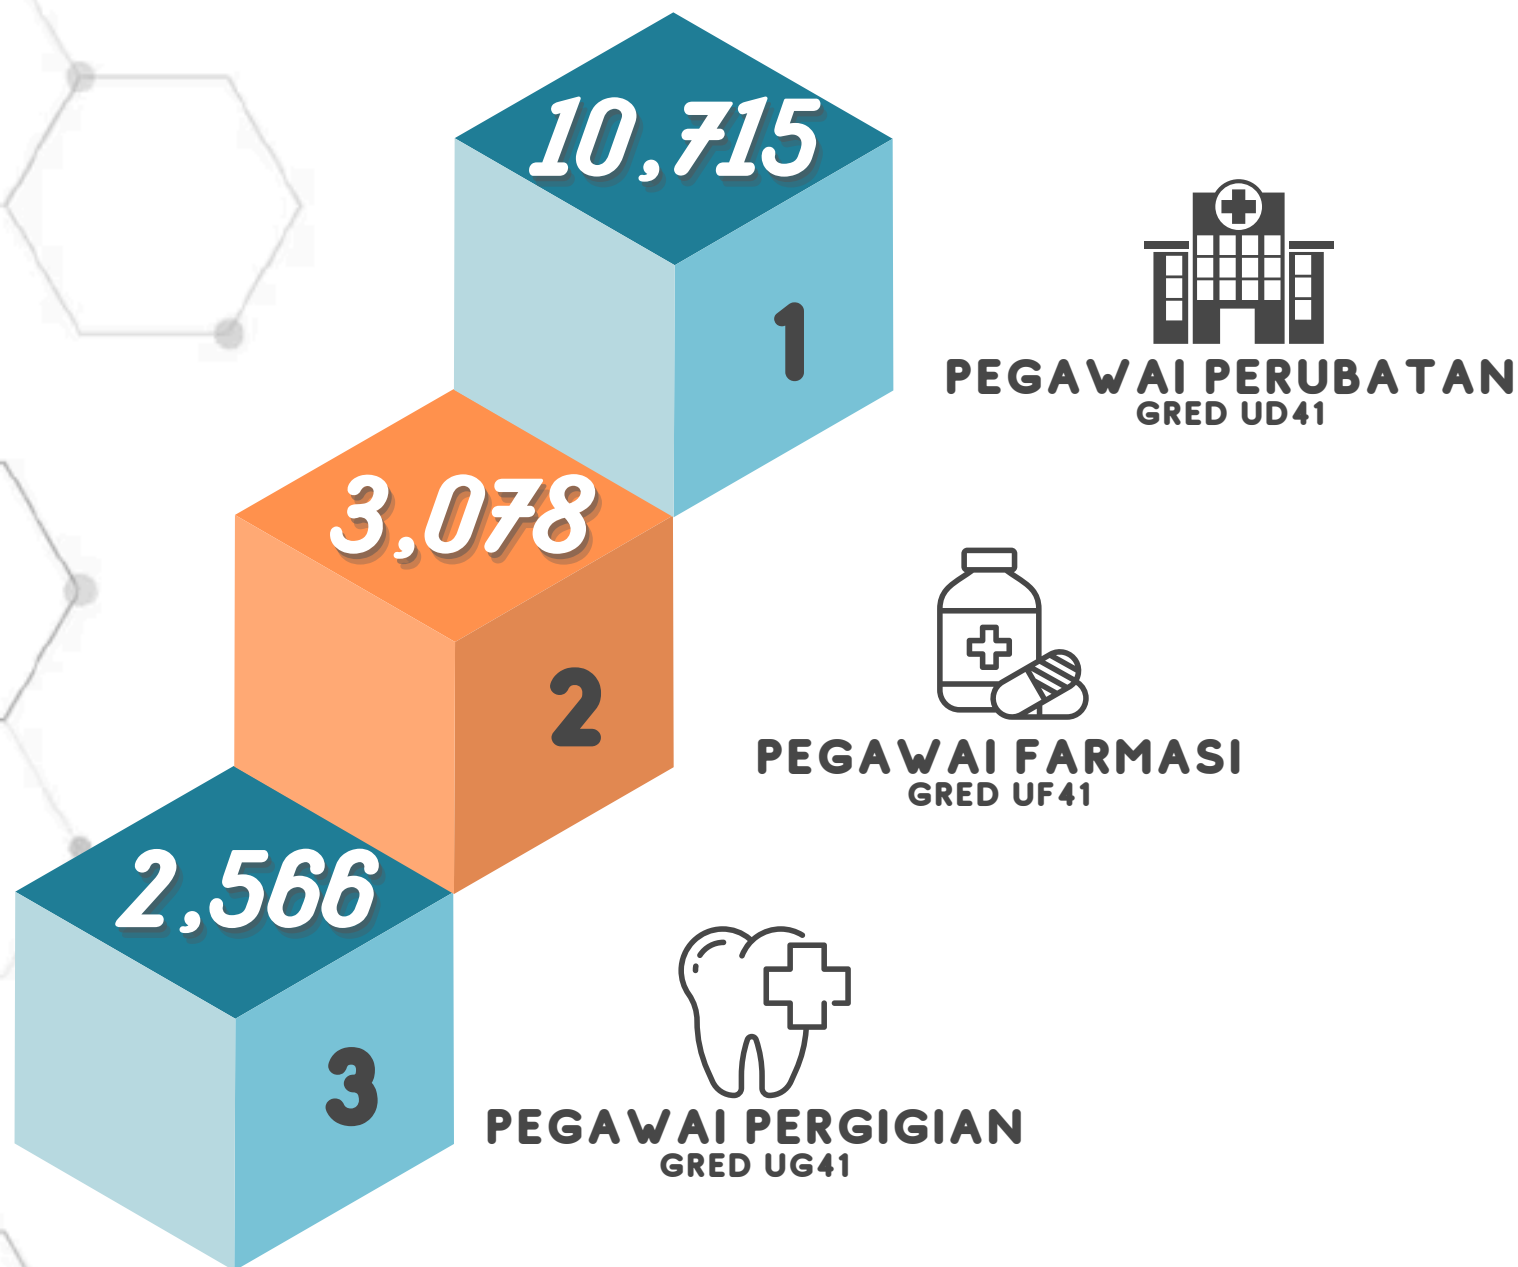 10,715
1
PEGAWAI PERUBATAN
GRED UD41
3,078
2
PEGAWAI FARMASI
GRED UF41
2,566
3
PEGAWAI PERGIGIAN
GRED UG41